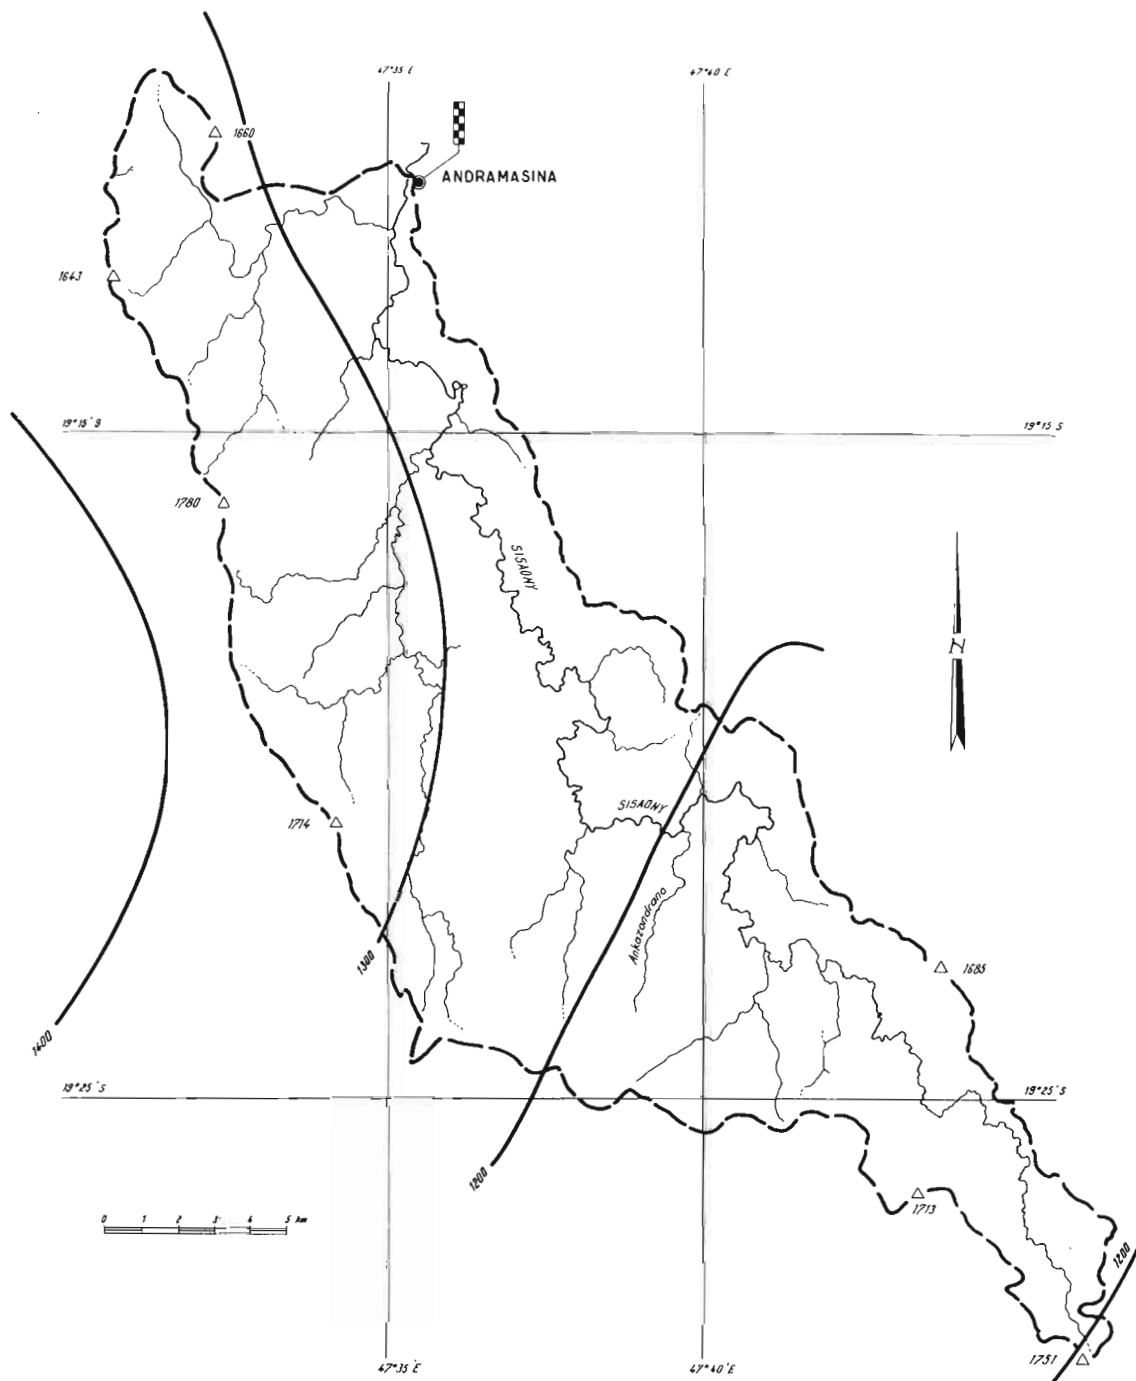 47°35 E
47°40 E
1660
ANDRAMASINA
1643
19°15' S
19°15 S
1780
SISAONY
N
SISAONY
1714
Ankazondrano
1300
1685
1400
19°25' S
19°25 S
1200
1713
0 1 2 3 4 5 km
1200
1751
47°35' E
47°40' E